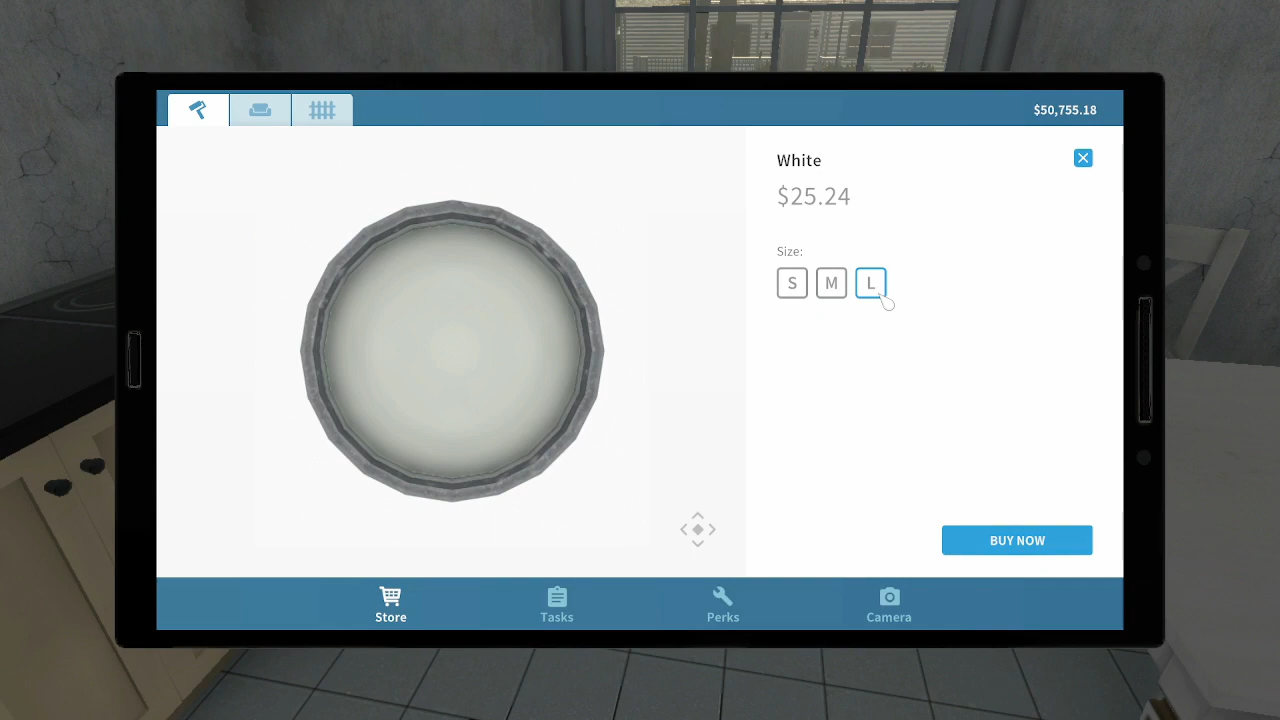 $50,755.18
White
$25.24
Size:
S M L
BUY NOW
Store Tasks Perks Camera